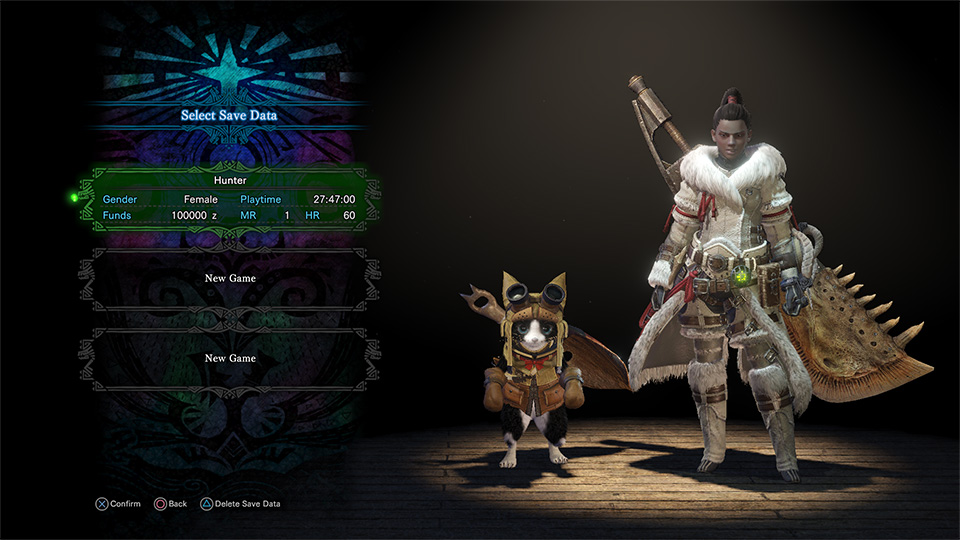 Select Save Data
Hunter
Gender Female Playtime 27:47:00
Funds 100000 z MR 1 HR 60
New Game
New Game
Confirm Back Delete Save Data